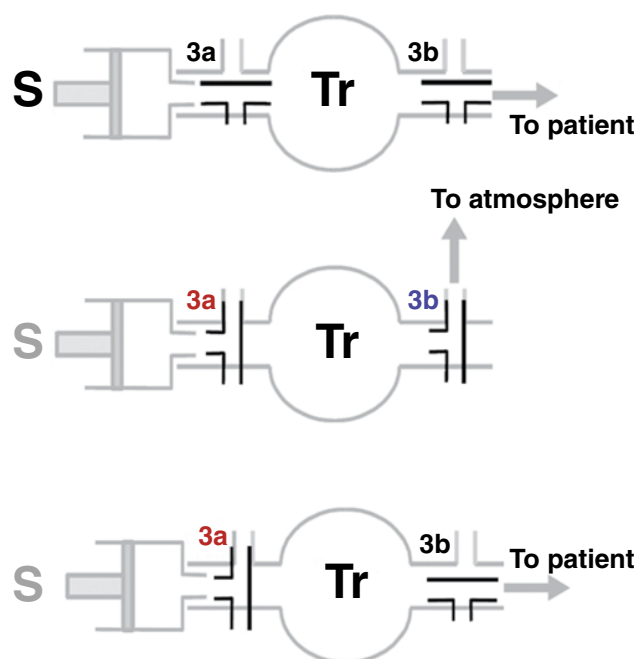 3a
3b
S
Tr
To patient
To atmosphere
3a
3b
S
Tr
3a
3b
To patient
S
Tr